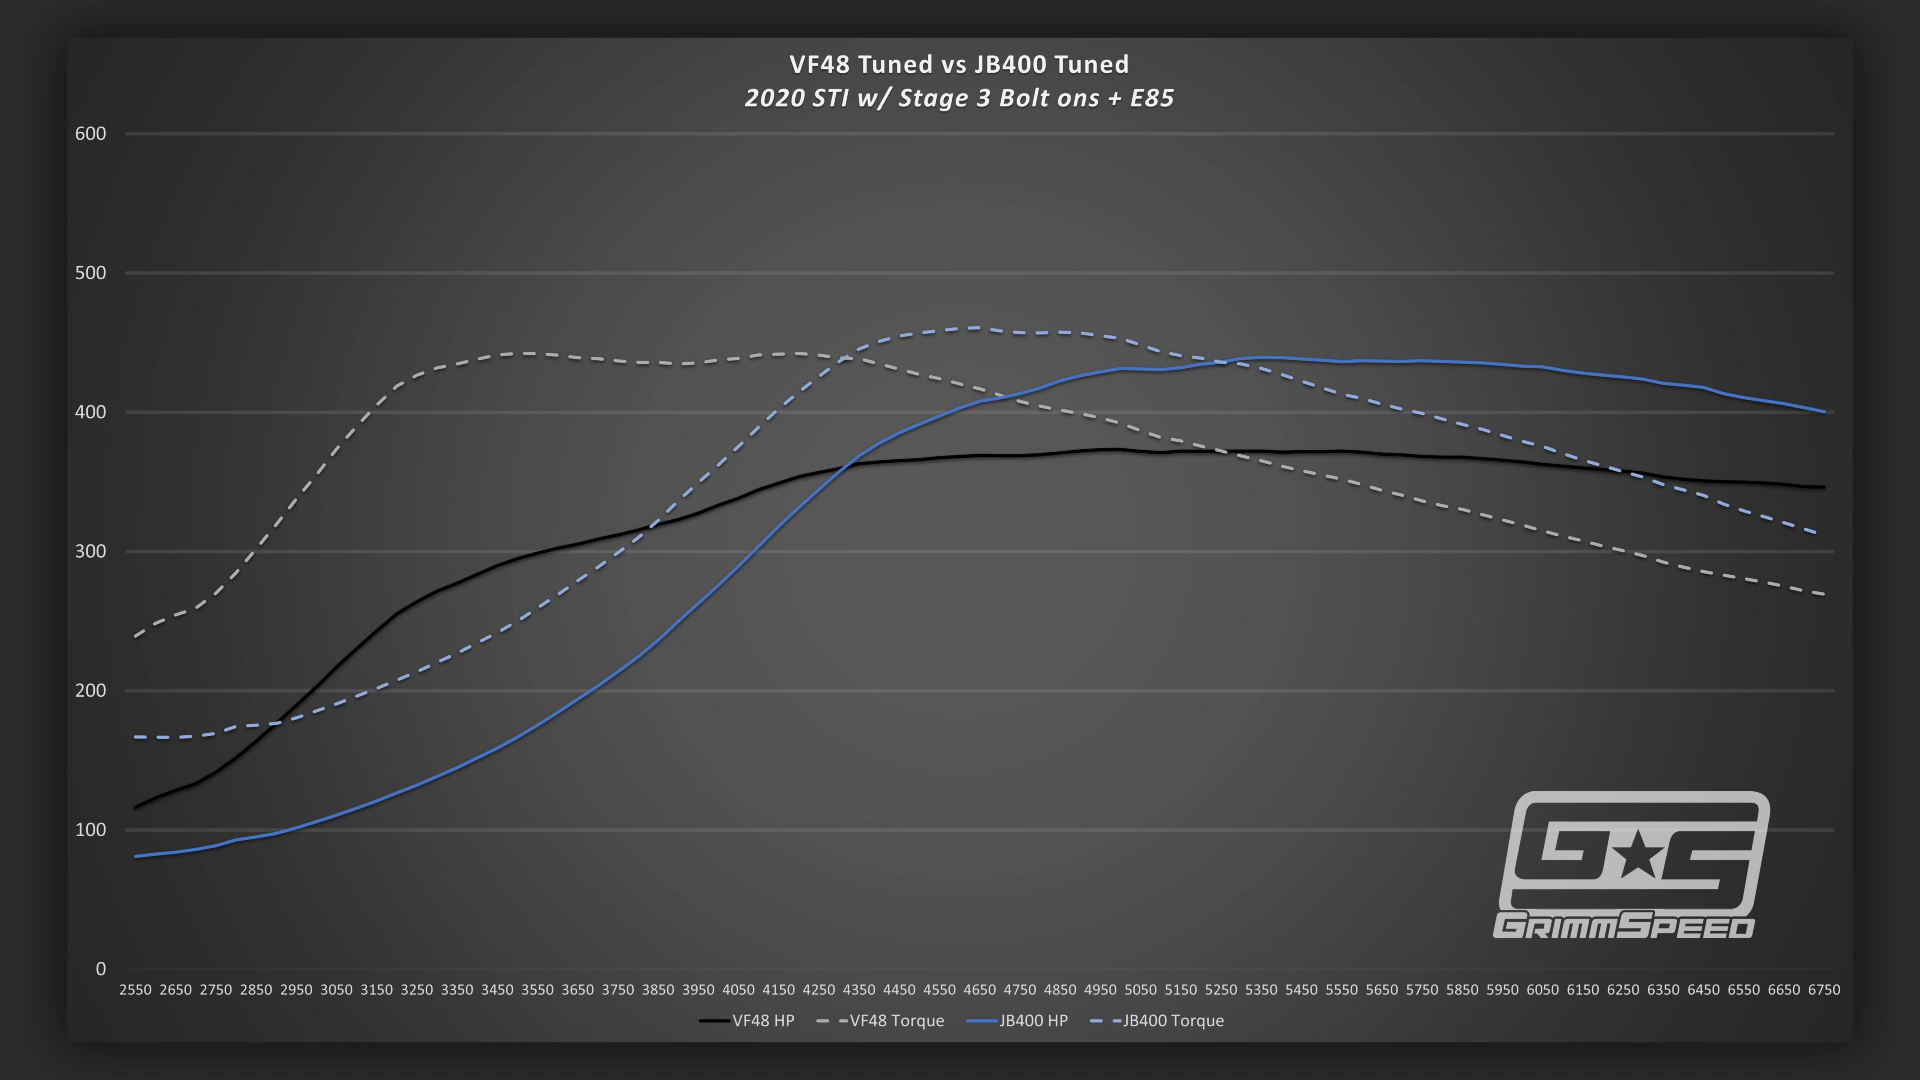 VF48 Tuned vs JB400 Tuned
2020 STI w/ Stage 3 Bolt ons + E85
600
500
400
300
200
100
0
2550 2650 2750 2850 2950 3050 3150 3250 3350 3450 3550 3650 3750 3850 3950 4050 4150 4250 4350 4450 4550 4650 4750 4850 4950 5050 5150 5250 5350 5450 5550 5650 5750 5850 5950 6050 6150 6250 6350 6450 6550 6650 6750
VF48 HP VF48 Torque JB400 HP JB400 Torque
G★S
GRIMMSPEED